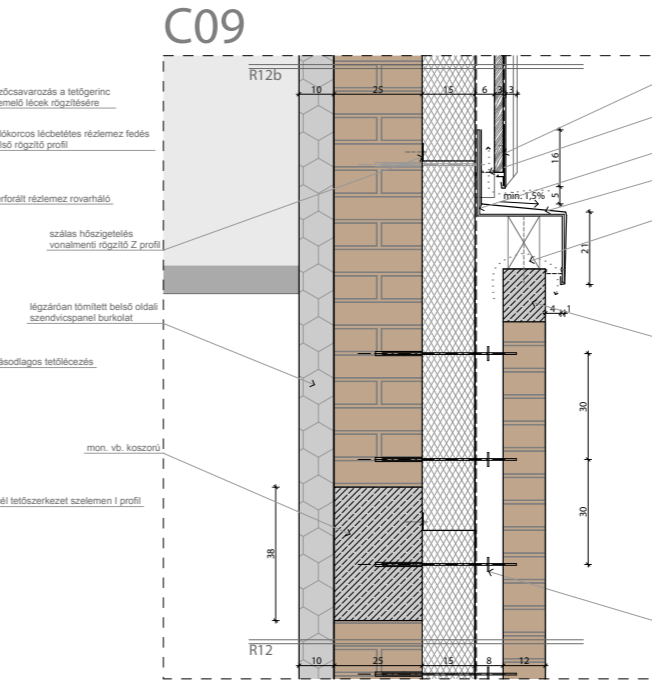 C09
R12b
10 25 15 6 3 3
zőcsavarozás a tetőgerinc
emelő lécek rögzítésére
lókorcos lécbetétes rézlemez fedés
lső rögzítő profil
16
5
min. 1,5%
erforált rézlemez rovarháló
szálas hőszigetelés
vonalmenti rögzítő Z profil
21
légzáróan tömített belső oldali
szendvicspanel burkolat
4 1
ásodlagos tetőlécezés
30
mon. vb. koszorú
30
él tetőszerkezet szelemen I profil
38
R12
10 25 15 8 12